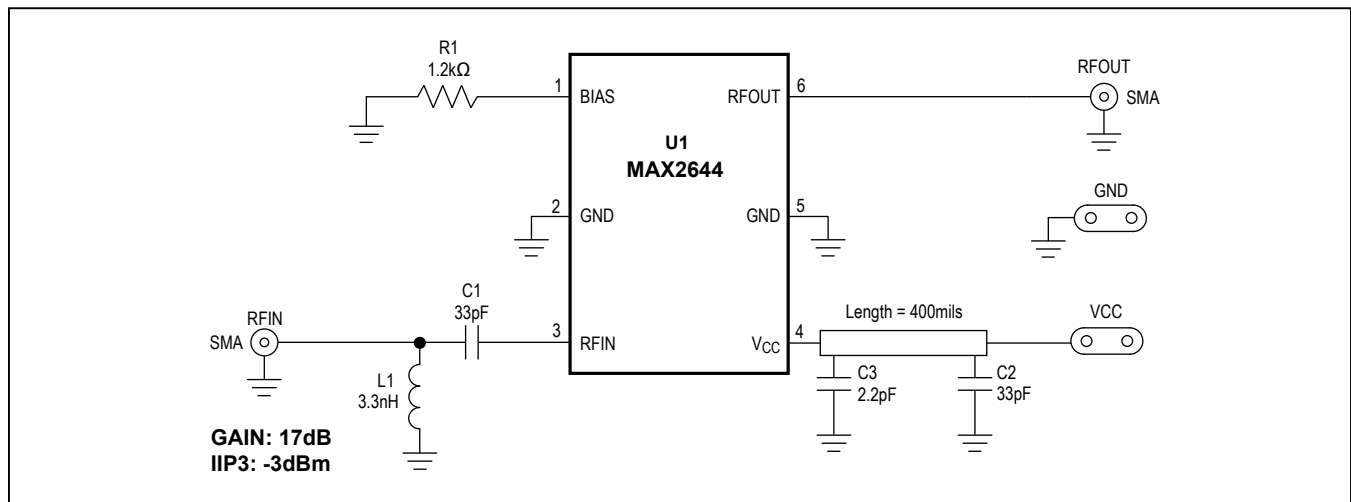 R1
1.2kΩ
1
BIAS
RFOUT
6
RFOUT
SMA
U1
MAX2644
2
GND
GND
5
GND
C1
33pF
RFIN
SMA
3
RFIN
VCC
4
Length = 400mils
VCC
L1
3.3nH
C3
2.2pF
C2
33pF
GAIN: 17dB
IIP3: -3dBm